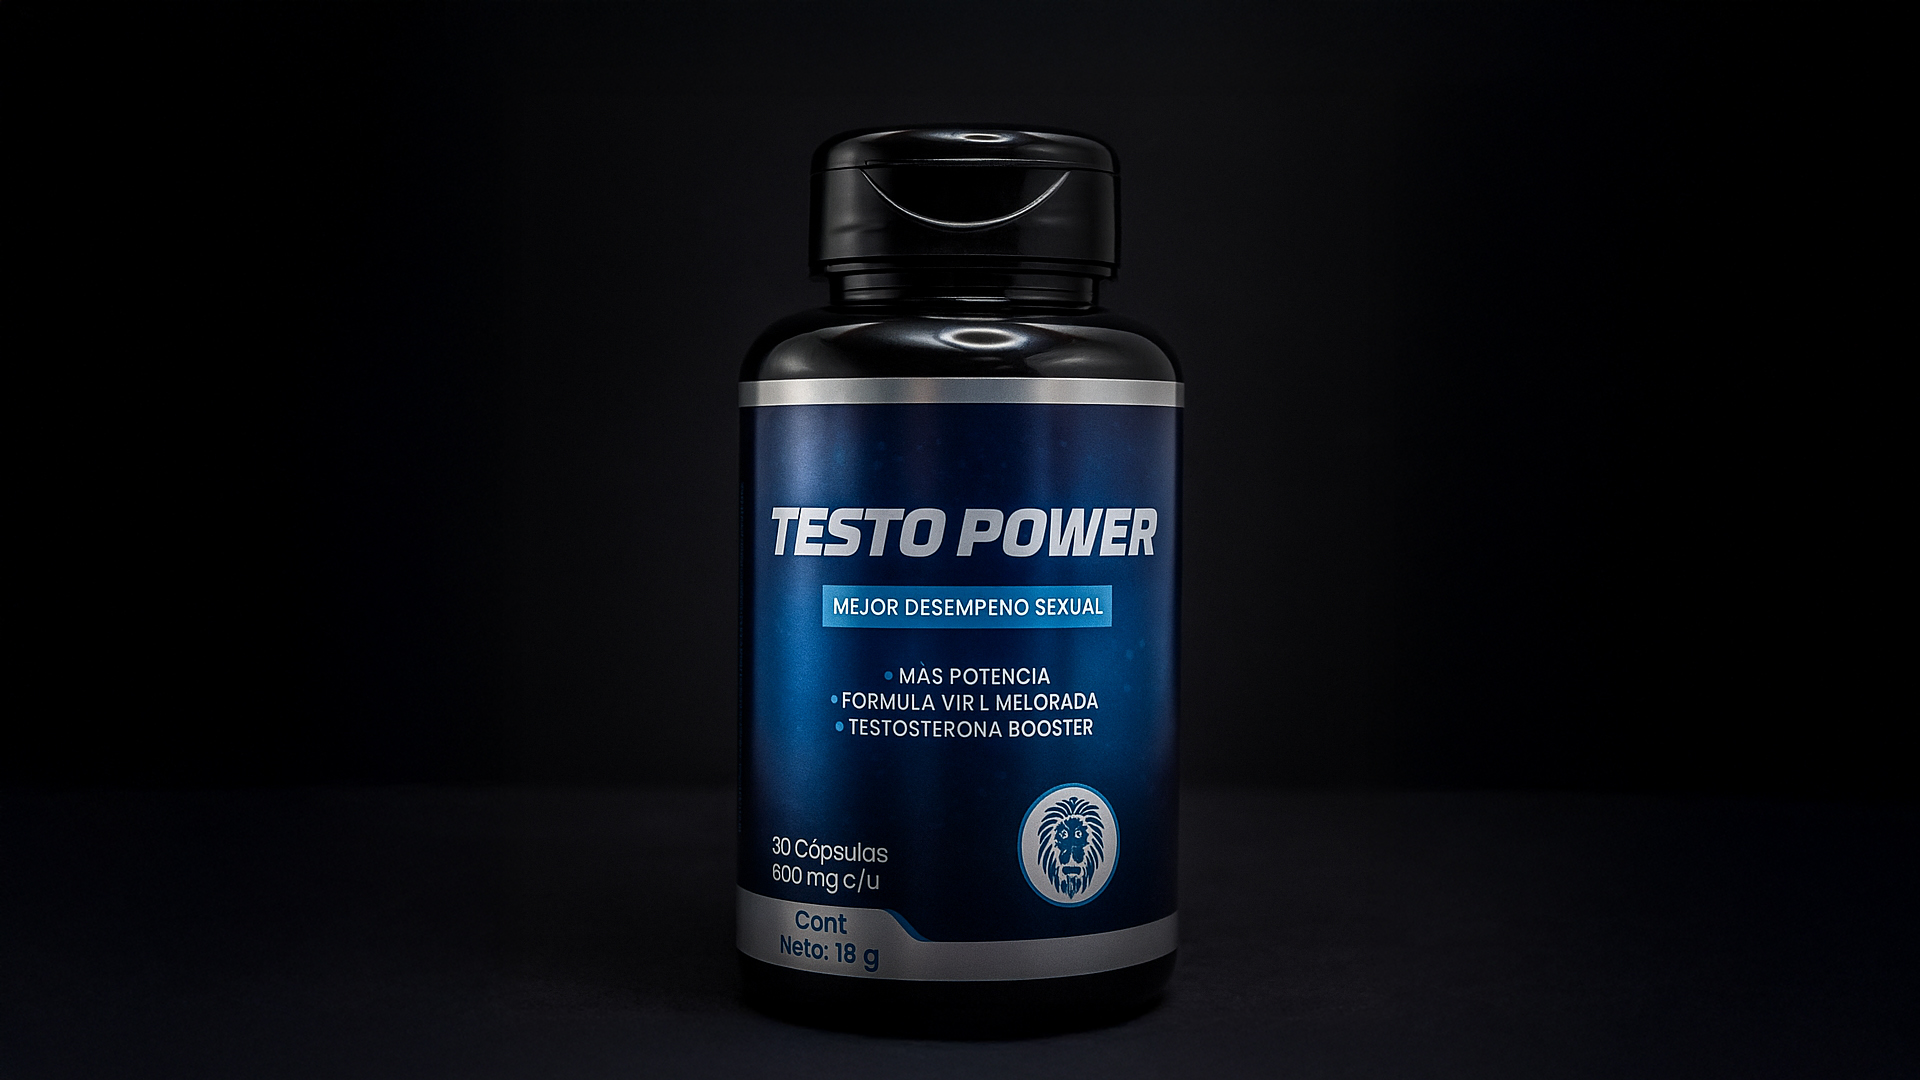 TESTO POWER
MEJOR DESEMPENO SEXUAL
• MÀS POTENCIA
• FORMULA VIR L MELORADA
• TESTOSTERONA BOOSTER
30 Cópsulas
600 mg c/u
Cont
Neto: 18 g